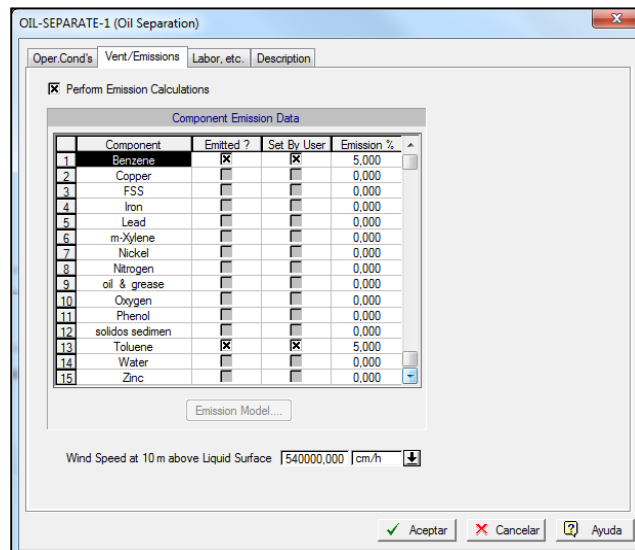 OIL-SEPARATE-1 (Oil Separation)
Oper.Cond's Vent/Emissions Labor, etc. Description
Perform Emission Calculations
Component Emission Data
Component Emitted ? Set By User Emission %
1 Benzene 5,000
2 Copper 0,000
3 FSS 0,000
4 Iron 0,000
5 Lead 0,000
6 m-Xylene 0,000
7 Nickel 0,000
8 Nitrogen 0,000
9 oil & grease 0,000
10 Oxygen 0,000
11 Phenol 0,000
12 solidos sedimen 0,000
13 Toluene 5,000
14 Water 0,000
15 Zinc 0,000
Emission Model....
Wind Speed at 10 m above Liquid Surface 540000,000 cm/h
Aceptar Cancelar Ayuda